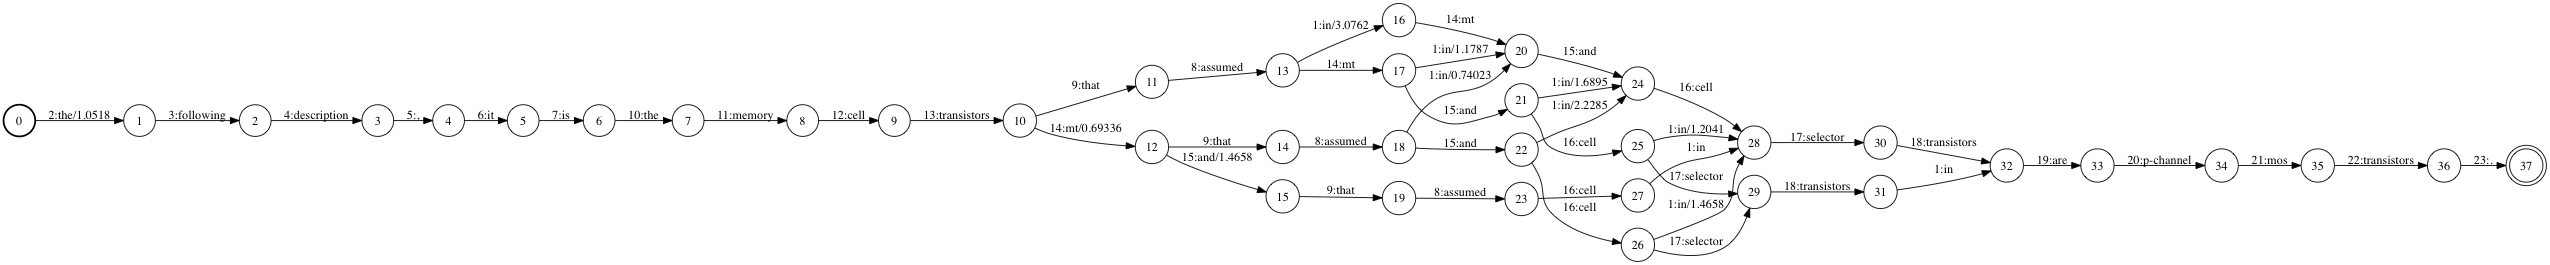 0 2:the/1.0518 1 3:following 2 4:description 3 5:, 4 6:it 5 7:is 6 10:the 7 11:memory 8 12:cell 9 13:transistors 10
9:that 11 8:assumed 13
14:mt/0.69336 12 9:that 14 8:assumed 18
15:and/1.4658 15 9:that 19 8:assumed 23
1:in/3.0762 16 14:mt
14:mt 17 1:in/1.1787 20 15:and
1:in/0.74023
15:and 21 1:in/1.6895 24 16:cell
15:and 22 1:in/2.2285
16:cell 25 1:in/1.2041 28 17:selector 30 18:transistors
16:cell 27 1:in
17:selector 29 18:transistors 31 1:in
16:cell 26 1:in/1.4658
17:selector
32 19:are 33 20:p-channel 34 21:mos 35 22:transistors 36 23:. 37